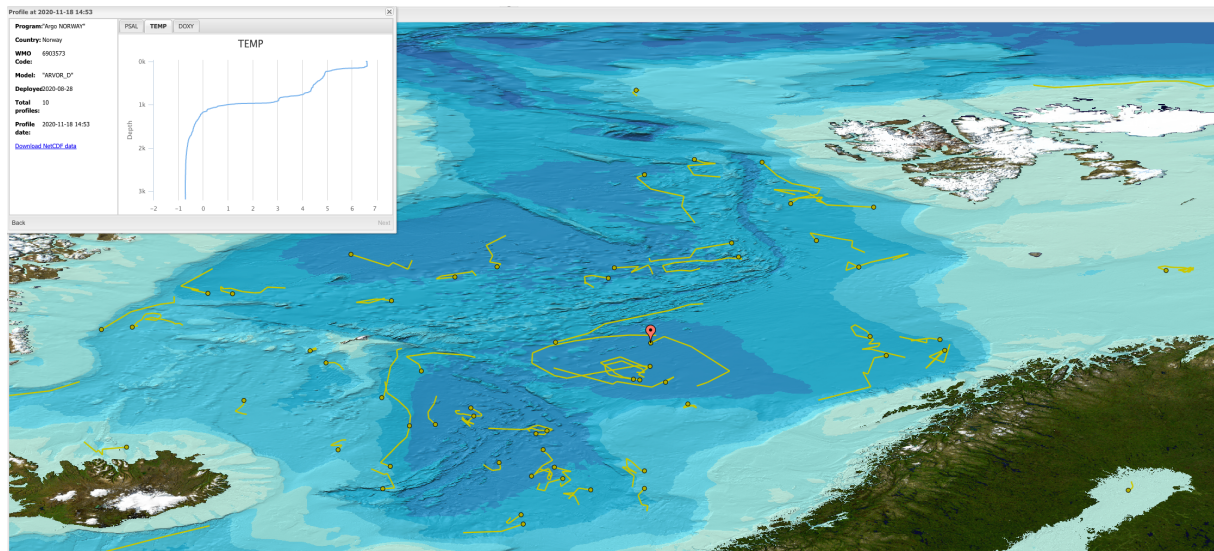 Profile at 2020-11-18 14:53
Program: "Argo NORWAY"
Country: Norway
WMO Code: 6903573
Model: "ARVOR_D"
Deployed 2020-08-28
Total profiles: 10
Profile date: 2020-11-18 14:53
Download NetCDF data
PSAL TEMP DOXY
TEMP
0k
1k
2k
3k
Depth
−2 −1 0 1 2 3 4 5 6 7
Back Next